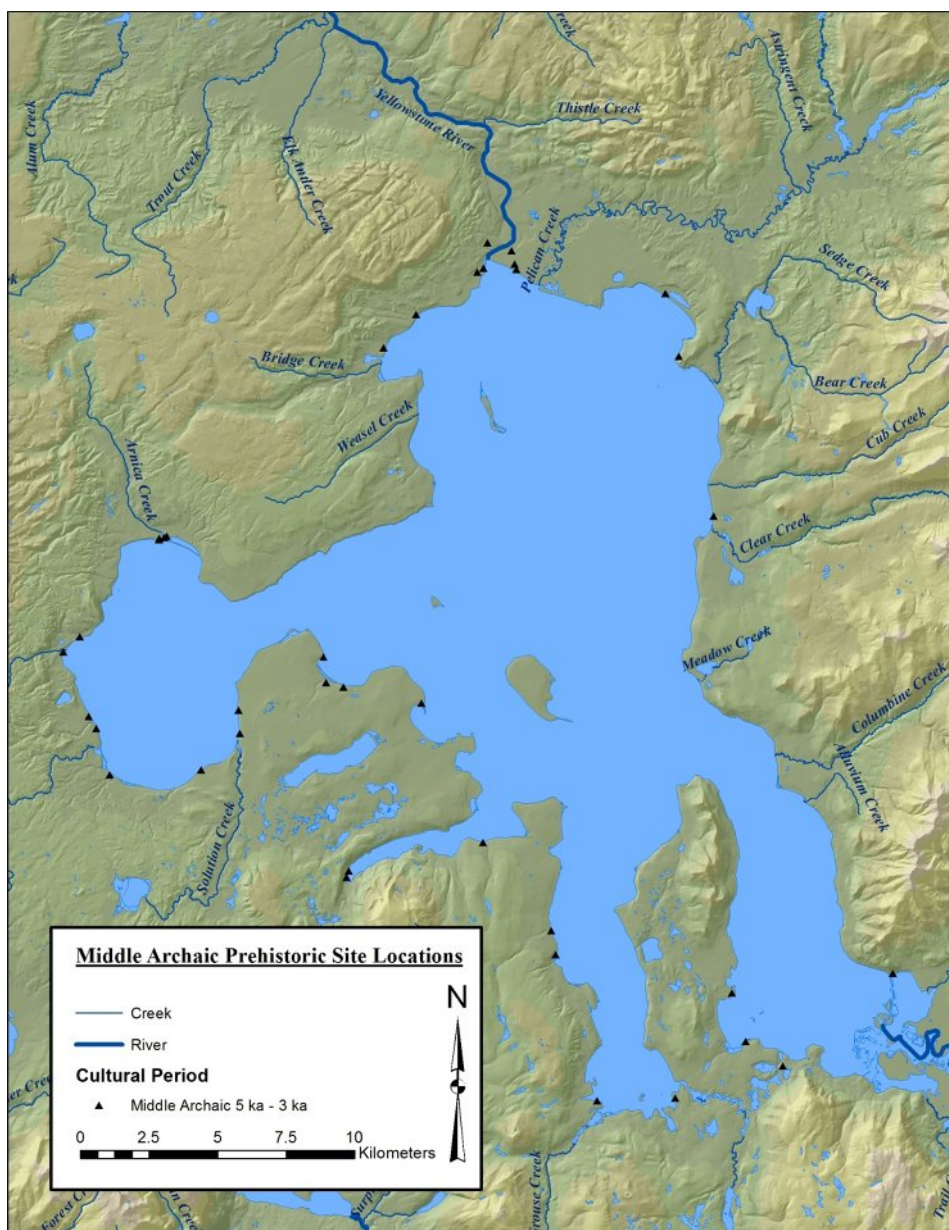 Creek
Astringent Creek
Alum Creek
Yellowstone River
Thistle Creek
Trout Creek
Elk Antler Creek
Pelican Creek
Sedge Creek
Bridge Creek
Bear Creek
Weasel Creek
Cub Creek
Arnica Creek
Clear Creek
Meadow Creek
Columbine Creek
Alluvium Creek
Solution Creek
Middle Archaic Prehistoric Site Locations
Creek
River
Cultural Period
Middle Archaic 5 ka - 3 ka
0 2.5 5 7.5 10
Kilometers
N